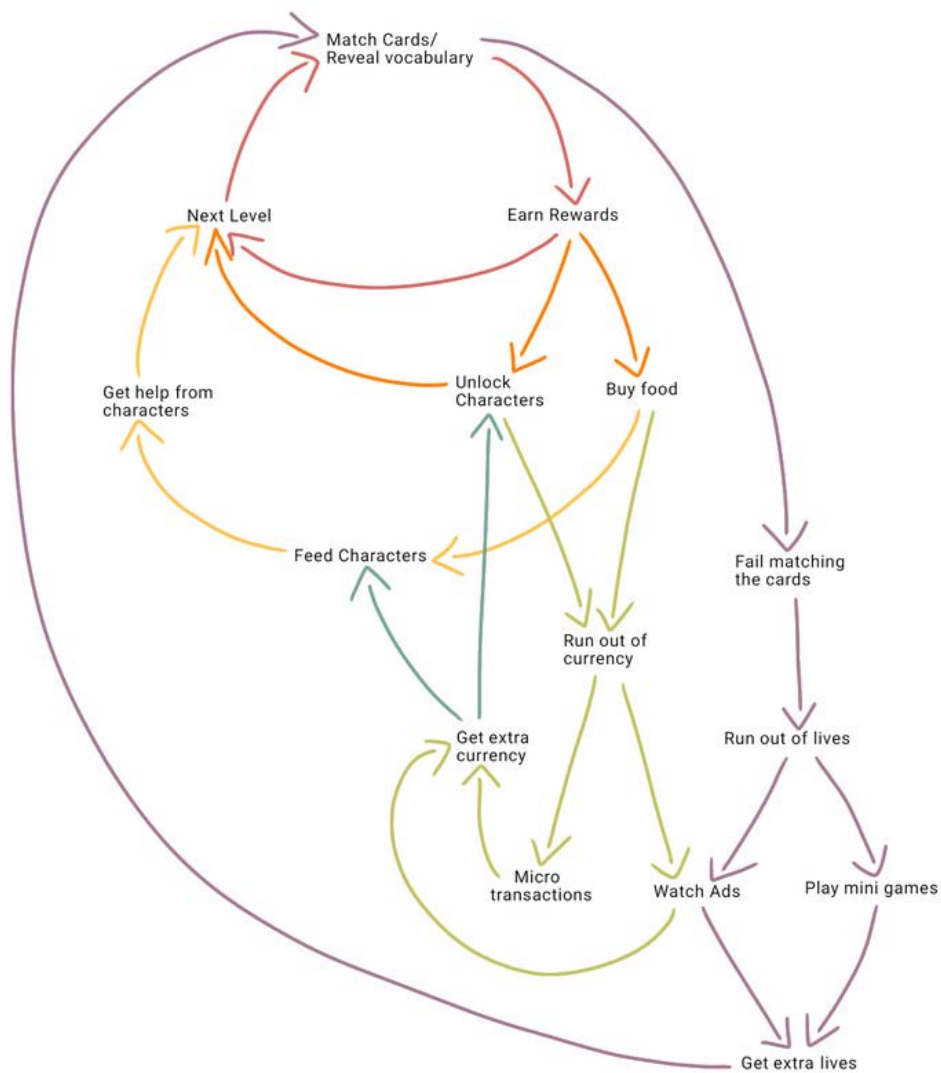 Match Cards/
Reveal vocabulary
Next Level
Earn Rewards
Get help from
characters
Unlock
Characters
Buy food
Feed Characters
Fail matching
the cards
Run out of
currency
Get extra
currency
Run out of lives
Micro
transactions
Watch Ads
Play mini games
Get extra lives